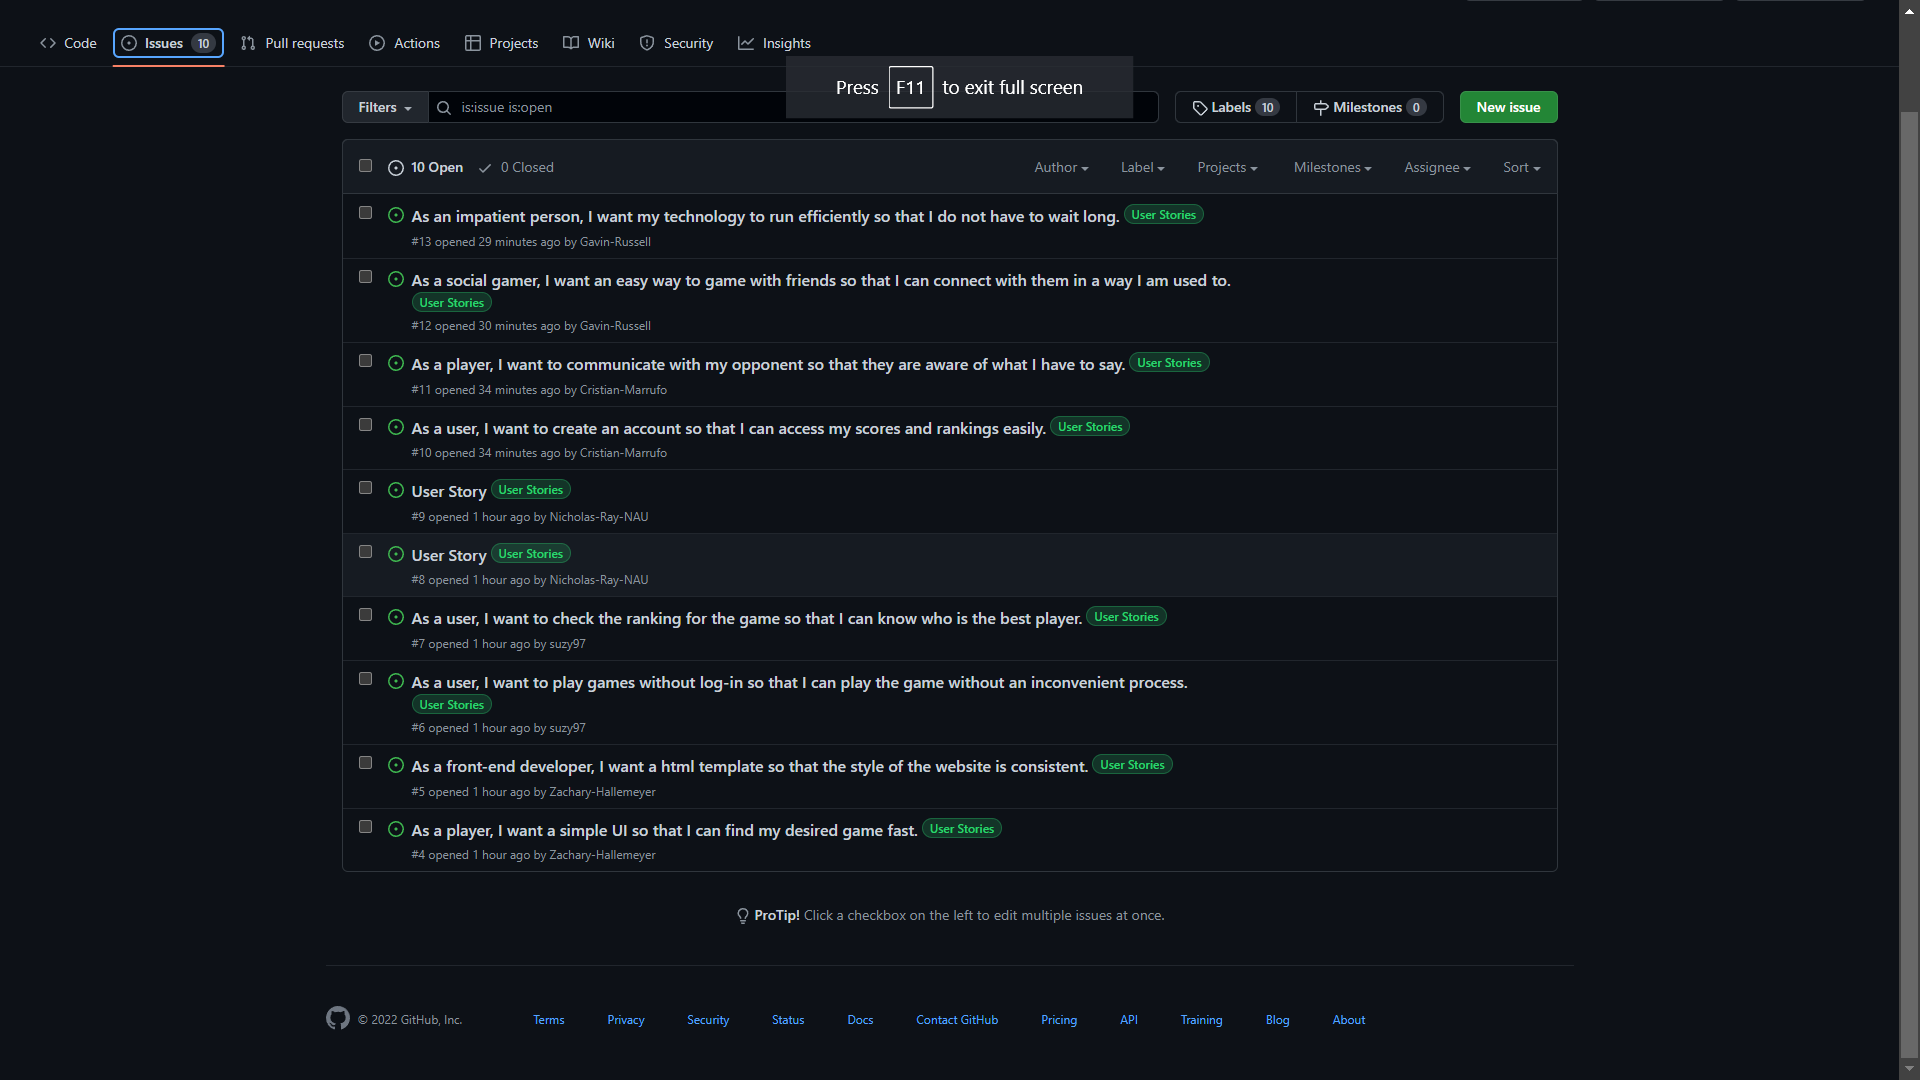 Code Issues 10 Pull requests Actions Projects Wiki Security Insights
Press F11 to exit full screen
Filters is:issue is:open Labels 10 Milestones 0 New issue
10 Open 0 Closed Author Label Projects Milestones Assignee Sort
As an impatient person, I want my technology to run efficiently so that I do not have to wait long. User Stories
#13 opened 29 minutes ago by Gavin-Russell
As a social gamer, I want an easy way to game with friends so that I can connect with them in a way I am used to.
User Stories
#12 opened 30 minutes ago by Gavin-Russell
As a player, I want to communicate with my opponent so that they are aware of what I have to say. User Stories
#11 opened 34 minutes ago by Cristian-Marrufo
As a user, I want to create an account so that I can access my scores and rankings easily. User Stories
#10 opened 34 minutes ago by Cristian-Marrufo
User Story User Stories
#9 opened 1 hour ago by Nicholas-Ray-NAU
User Story User Stories
#8 opened 1 hour ago by Nicholas-Ray-NAU
As a user, I want to check the ranking for the game so that I can know who is the best player. User Stories
#7 opened 1 hour ago by suzy97
As a user, I want to play games without log-in so that I can play the game without an inconvenient process.
User Stories
#6 opened 1 hour ago by suzy97
As a front-end developer, I want a html template so that the style of the website is consistent. User Stories
#5 opened 1 hour ago by Zachary-Hallemeyer
As a player, I want a simple UI so that I can find my desired game fast. User Stories
#4 opened 1 hour ago by Zachary-Hallemeyer
ProTip! Click a checkbox on the left to edit multiple issues at once.
© 2022 GitHub, Inc. Terms Privacy Security Status Docs Contact GitHub Pricing API Training Blog About